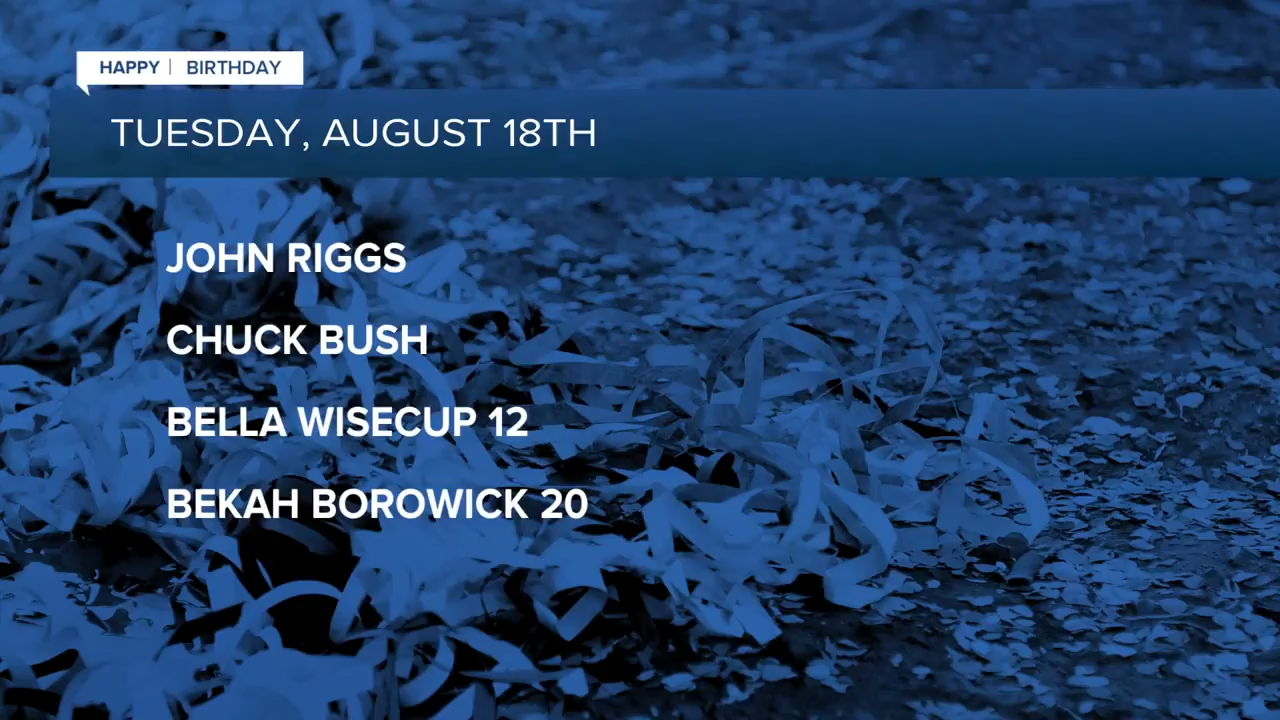 HAPPY | BIRTHDAY
TUESDAY, AUGUST 18TH
JOHN RIGGS
CHUCK BUSH
BELLA WISECUP 12
BEKAH BOROWICK 20